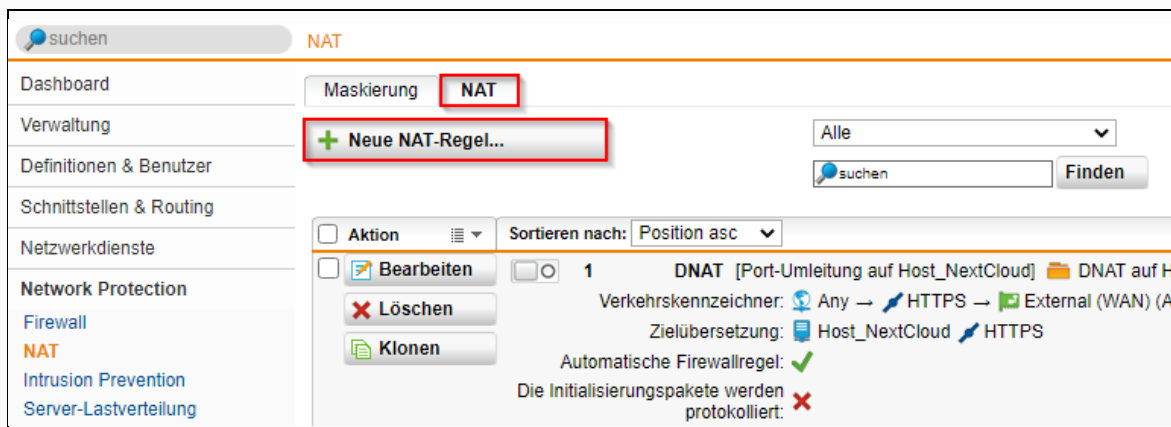 suchen
NAT
Dashboard
Verwaltung
Definitionen & Benutzer
Schnittstellen & Routing
Netzwerkdienste
Network Protection
Firewall
NAT
Intrusion Prevention
Server-Lastverteilung
Maskierung NAT
Neue NAT-Regel...
Alle
suchen Finden
Aktion Sortieren nach: Position asc
Bearbeiten 1 DNAT [Port-Umleitung auf Host_NextCloud] DNAT auf H
Verkehrskennzeichner: Any → HTTPS → External (WAN) (A
Löschen
Zielübersetzung: Host_NextCloud HTTPS
Klonen
Automatische Firewallregel:
Die Initialisierungspakete werden
protokolliert: